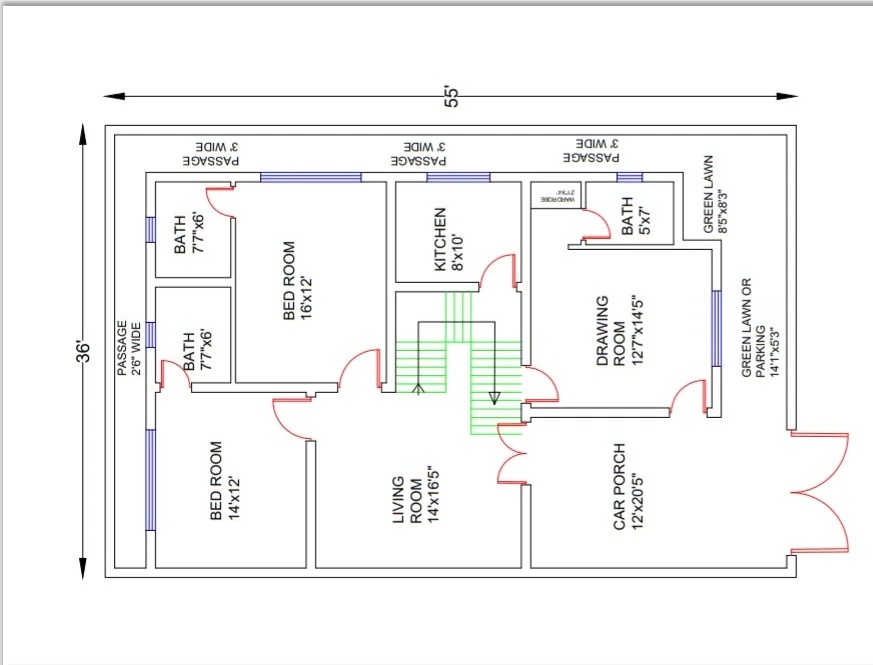 55'
36'
PASSAGE
3' WIDE
PASSAGE
3' WIDE
PASSAGE
3' WIDE
BATH
7'7"x6'
BED ROOM
16'x12'
KITCHEN
8'x10'
WARDROBE
BATH
5'x7'
GREEN LAWN
8'5"x8'3"
PASSAGE
2'6" WIDE
BATH
7'7"x6'
DRAWING
ROOM
12'7"x14'5"
GREEN LAWN OR
PARKING
14'1"x5'3"
BED ROOM
14'x12'
LIVING
ROOM
14'x16'5"
CAR PORCH
12'x20'5"